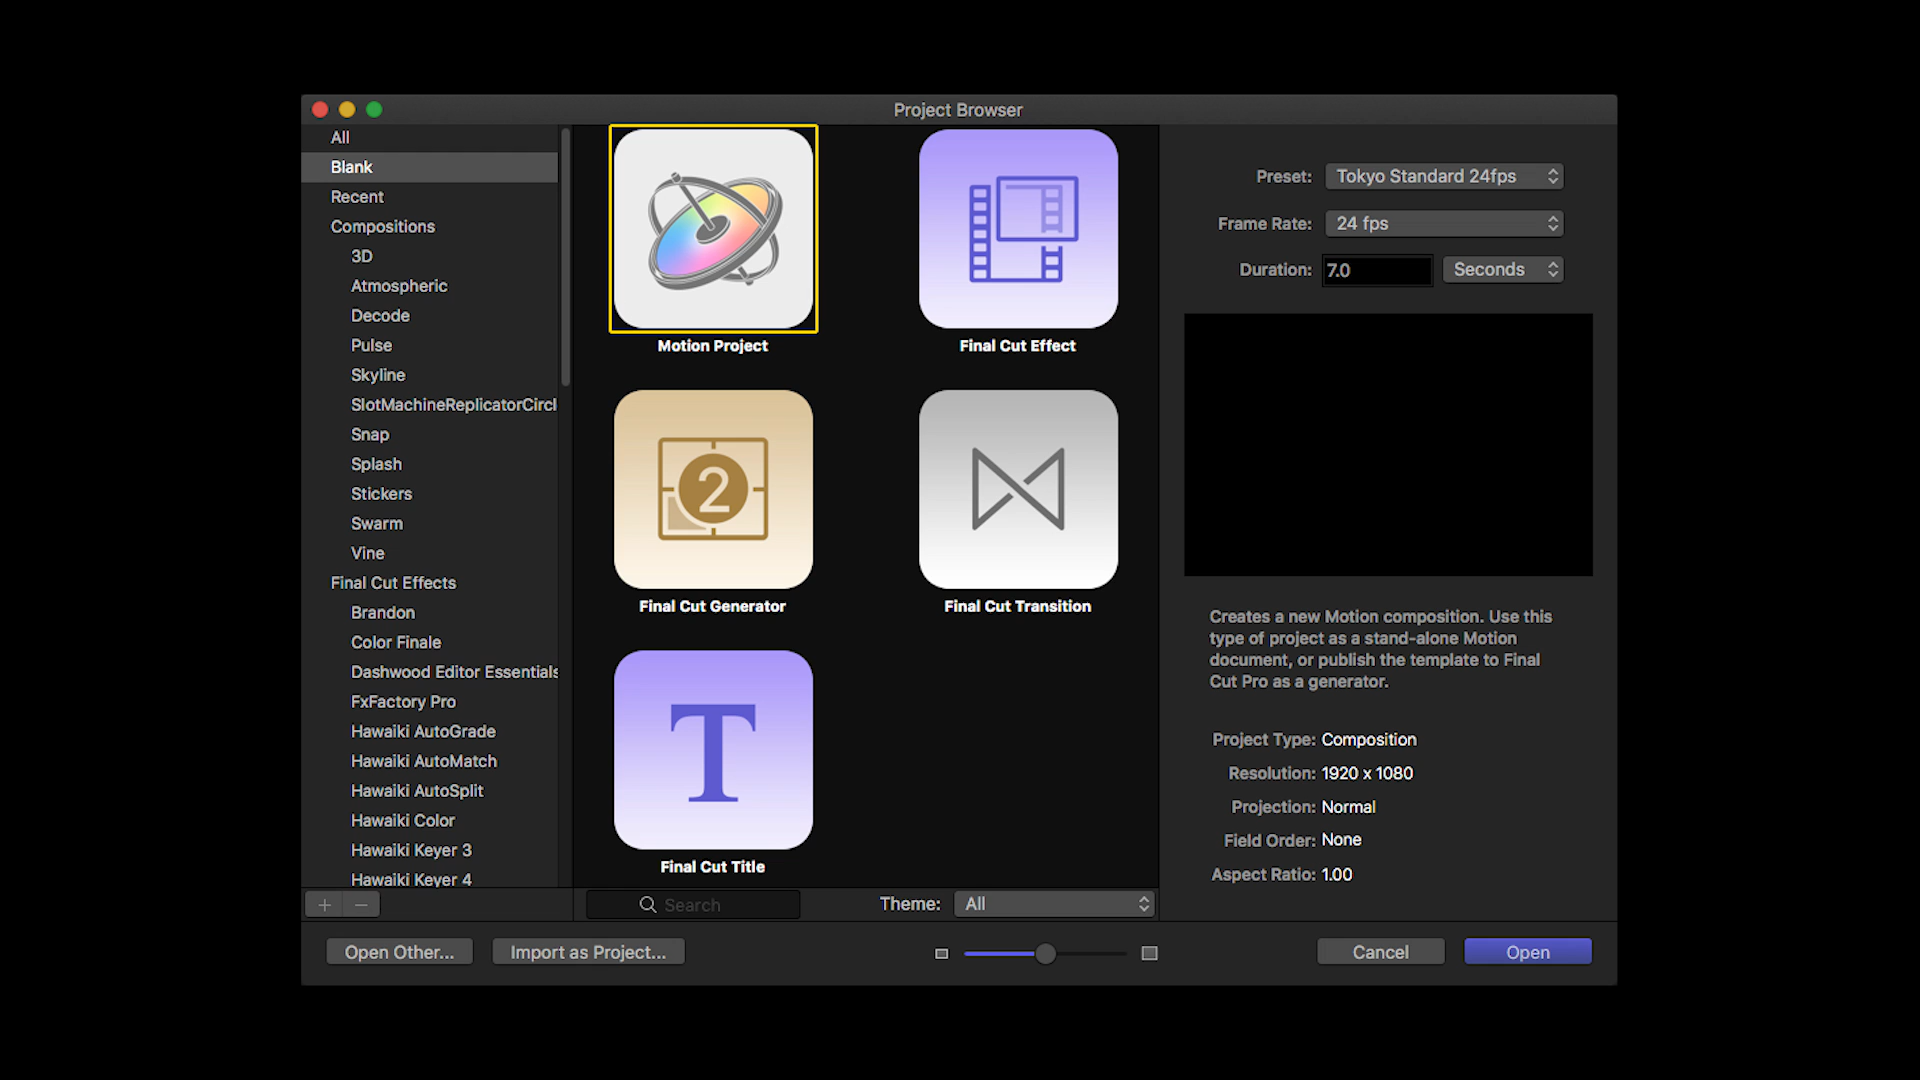 Project Browser
All
Blank
Recent
Compositions
3D
Atmospheric
Decode
Pulse
Skyline
SlotMachineReplicatorCircl
Snap
Splash
Stickers
Swarm
Vine
Final Cut Effects
Brandon
Color Finale
Dashwood Editor Essentials
FxFactory Pro
Hawaiki AutoGrade
Hawaiki AutoMatch
Hawaiki AutoSplit
Hawaiki Color
Hawaiki Keyer 3
Hawaiki Keyer 4
Motion Project
Final Cut Effect
2
Final Cut Generator
Final Cut Transition
T
Final Cut Title
Search
Theme: All
Preset: Tokyo Standard 24fps
Frame Rate: 24 fps
Duration: 7.0 Seconds
Creates a new Motion composition. Use this
type of project as a stand-alone Motion
document, or publish the template to Final
Cut Pro as a generator.
Project Type: Composition
Resolution: 1920 x 1080
Projection: Normal
Field Order: None
Aspect Ratio: 1.00
Open Other...
Import as Project...
Cancel
Open